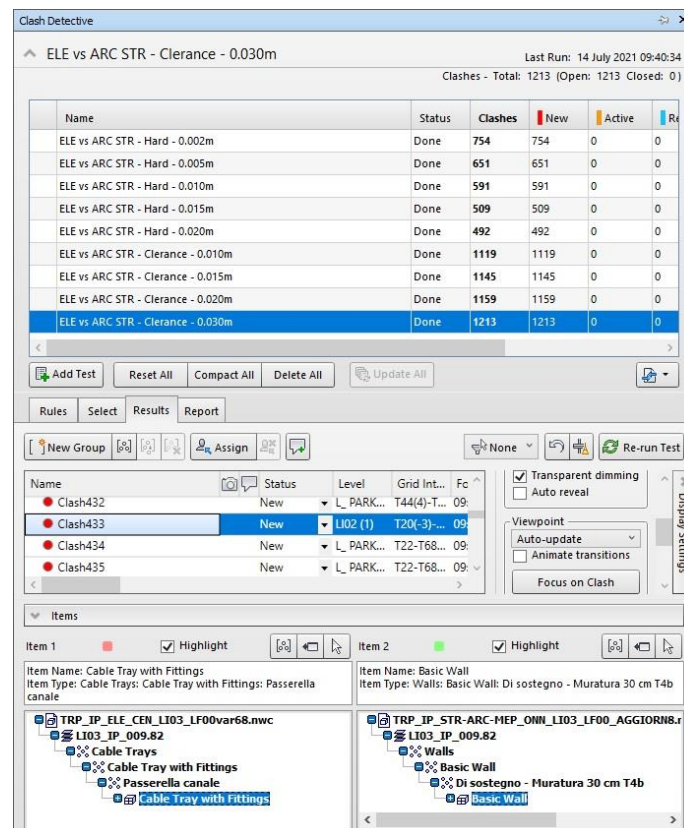 Clash Detective
ELE vs ARC STR - Clerance - 0.030m
Last Run: 14 July 2021 09:40:34
Clashes - Total: 1213 (Open: 1213 Closed: 0)
Name Status Clashes New Active Re
ELE vs ARC STR - Hard - 0.002m Done 754 754 0 0
ELE vs ARC STR - Hard - 0.005m Done 651 651 0 0
ELE vs ARC STR - Hard - 0.010m Done 591 591 0 0
ELE vs ARC STR - Hard - 0.015m Done 509 509 0 0
ELE vs ARC STR - Hard - 0.020m Done 492 492 0 0
ELE vs ARC STR - Clerance - 0.010m Done 1119 1119 0 0
ELE vs ARC STR - Clerance - 0.015m Done 1145 1145 0 0
ELE vs ARC STR - Clerance - 0.020m Done 1159 1159 0 0
ELE vs ARC STR - Clerance - 0.030m Done 1213 1213 0 0
Add Test Reset All Compact All Delete All Update All
Rules Select Results Report
New Group Assign None Re-run Test
Name Status Level Grid Int... Fc
Clash432 New L_ PARK... T44(4)-T... 09:
Clash433 New LI02 (1) T20(-3)-... 09:
Clash434 New L_ PARK... T22-T68... 09:
Clash435 New L_ PARK... T22-T68... 09:
Transparent dimming
Auto reveal
Viewpoint
Auto-update
Animate transitions
Focus on Clash
Display Settings
Items
Item 1 Highlight Item 2 Highlight
Item Name: Cable Tray with Fittings
Item Type: Cable Trays: Cable Tray with Fittings: Passerella
canale
Item Name: Basic Wall
Item Type: Walls: Basic Wall: Di sostegno - Muratura 30 cm T4b
TRP_IP_ELE_CEN_LI03_LF00var68.nwc
LI03_IP_009.82
Cable Trays
Cable Tray with Fittings
Passerella canale
Cable Tray with Fittings
TRP_IP_STR-ARC-MEP_ONN_LI03_LF00_AGGIORN8.r
LI03_IP_009.82
Walls
Basic Wall
Di sostegno - Muratura 30 cm T4b
Basic Wall